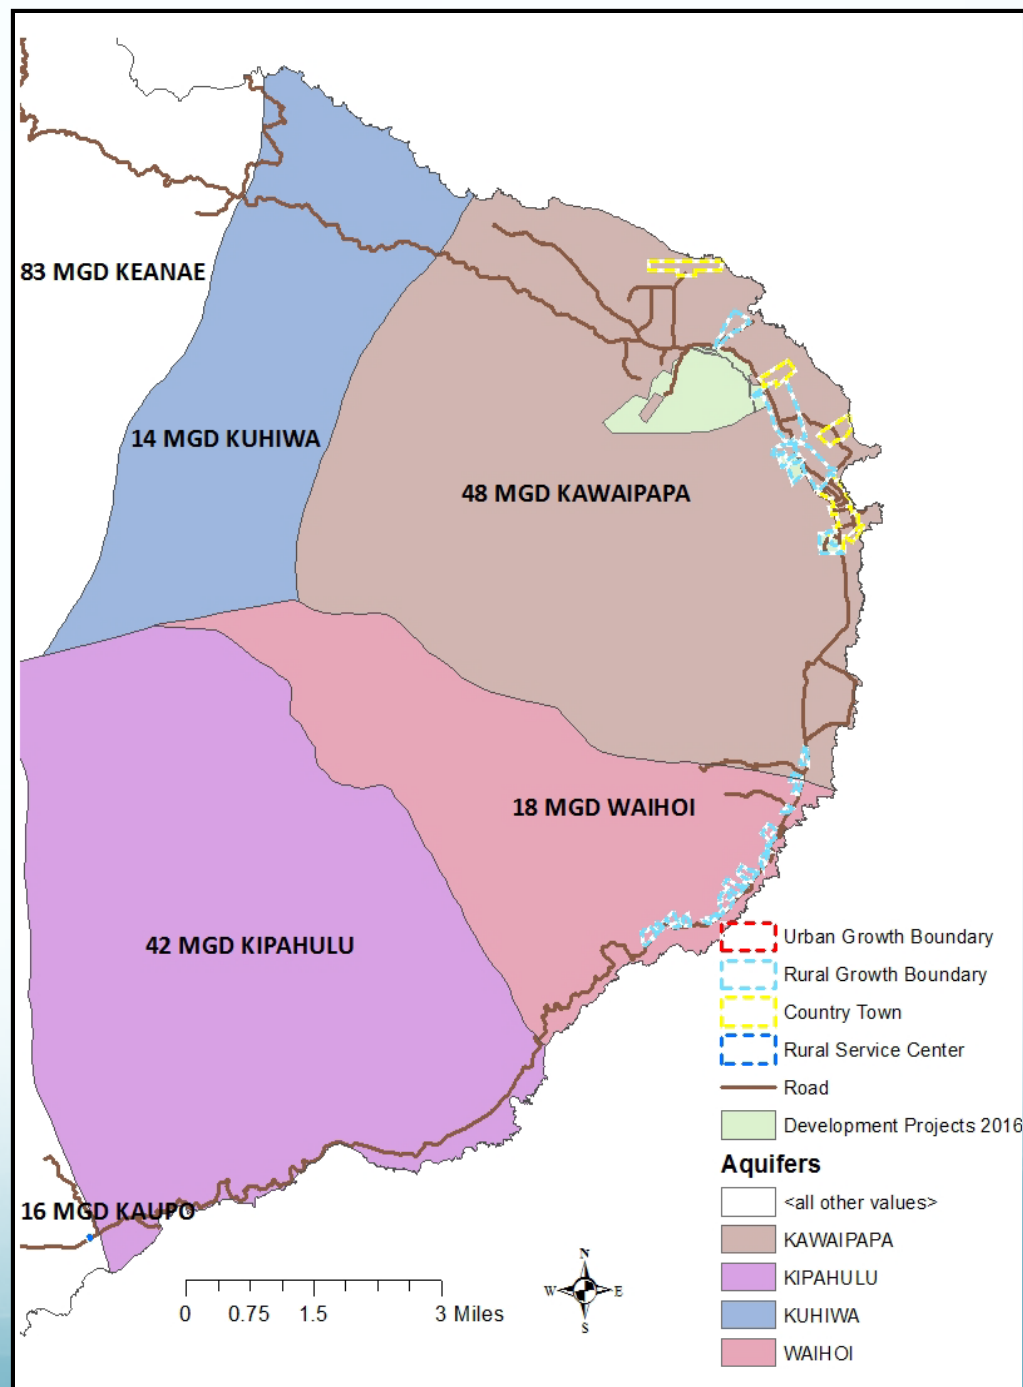 83 MGD KEANAE
14 MGD KUHIWA
48 MGD KAWAIPAPA
18 MGD WAIHOI
42 MGD KIPAHULU
16 MGD KAUPO
Urban Growth Boundary
Rural Growth Boundary
Country Town
Rural Service Center
Road
Development Projects 2016
Aquifers
<all other values>
KAWAIPAPA
KIPAHULU
KUHIWA
WAIHOI
0 0.75 1.5 3 Miles
N
W E
S